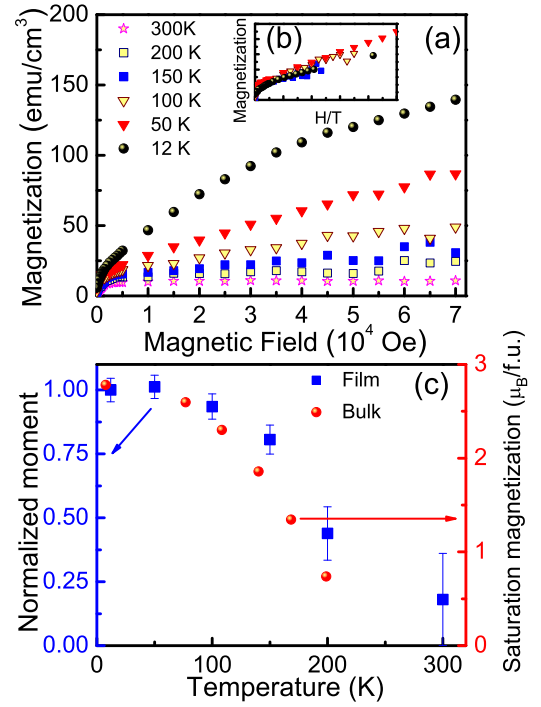 200
150
100
50
0
Magnetization (emu/cm³)
300K
200 K
150 K
100 K
50 K
12 K
(b)
Magnetization
H/T
(a)
0 1 2 3 4 5 6 7
Magnetic Field (10⁴ Oe)
(c)
Film
Bulk
1.00
0.75
0.50
0.25
0.00
Normalized moment
3
2
1
0
Saturation magnetization (μB/f.u.)
0 100 200 300
Temperature (K)